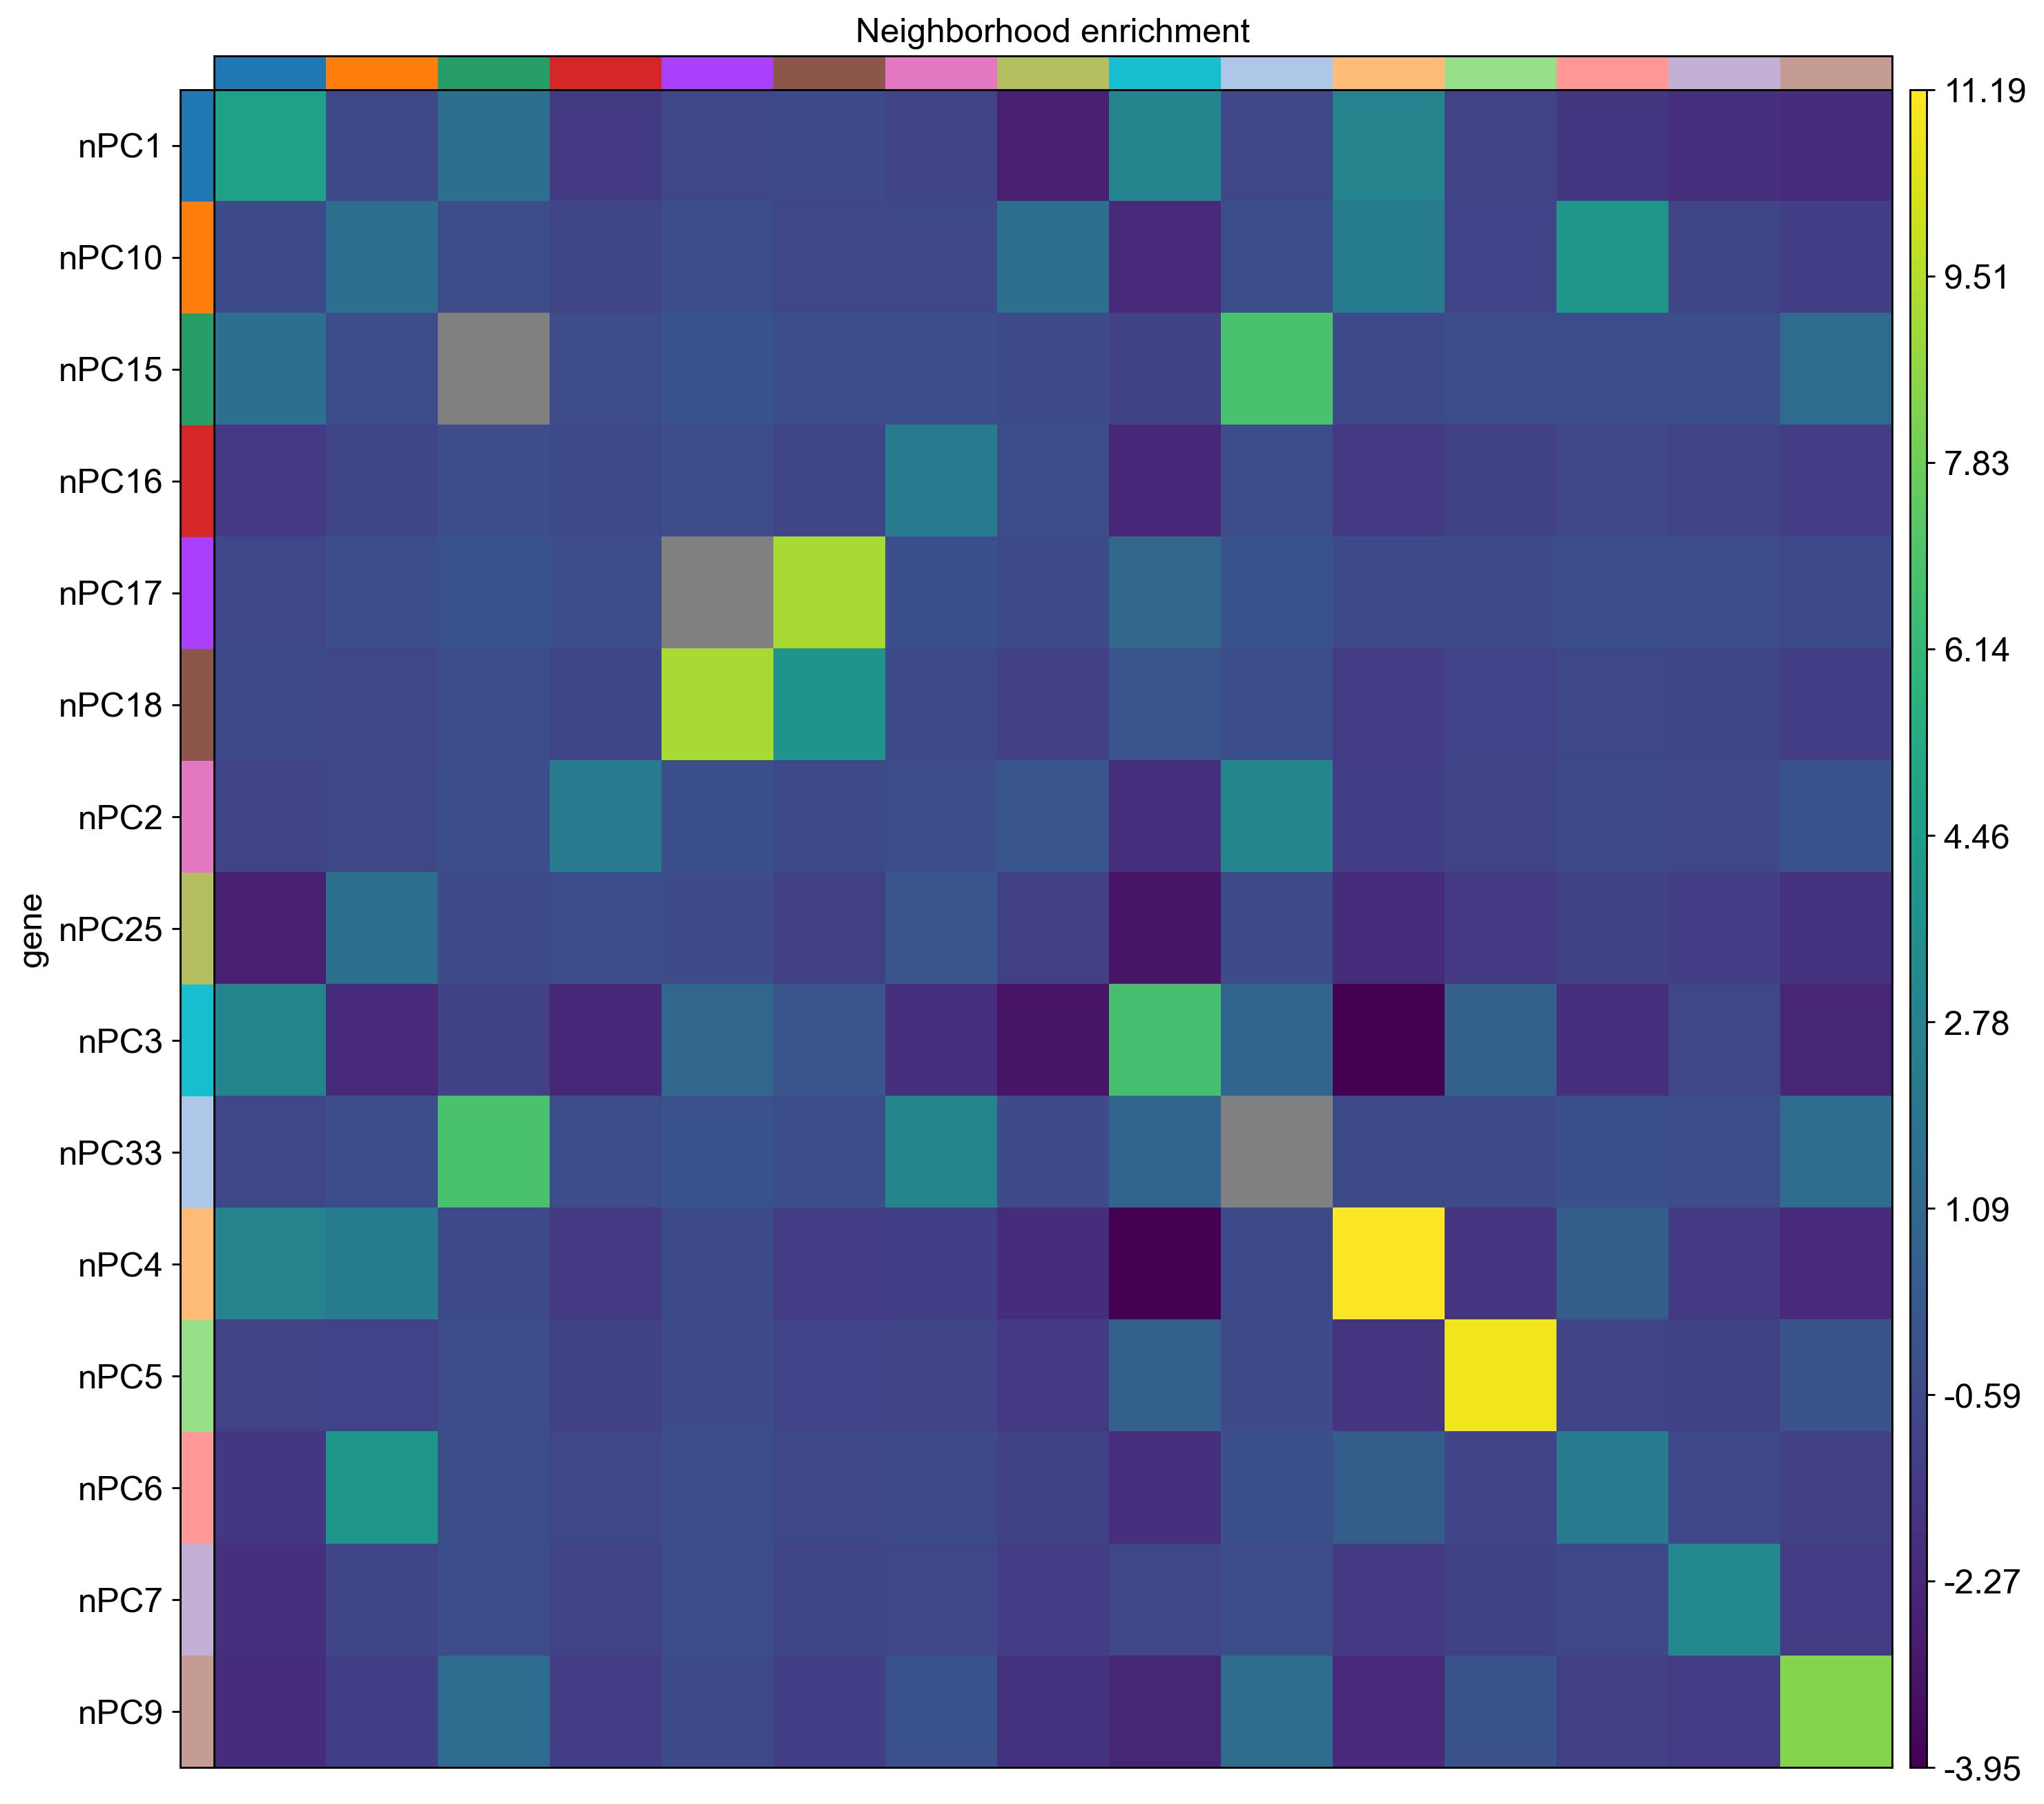 Neighborhood enrichment
gene
nPC1
nPC10
nPC15
nPC16
nPC17
nPC18
nPC2
nPC25
nPC3
nPC33
nPC4
nPC5
nPC6
nPC7
nPC9
11.19
9.51
7.83
6.14
4.46
2.78
1.09
-0.59
-2.27
-3.95